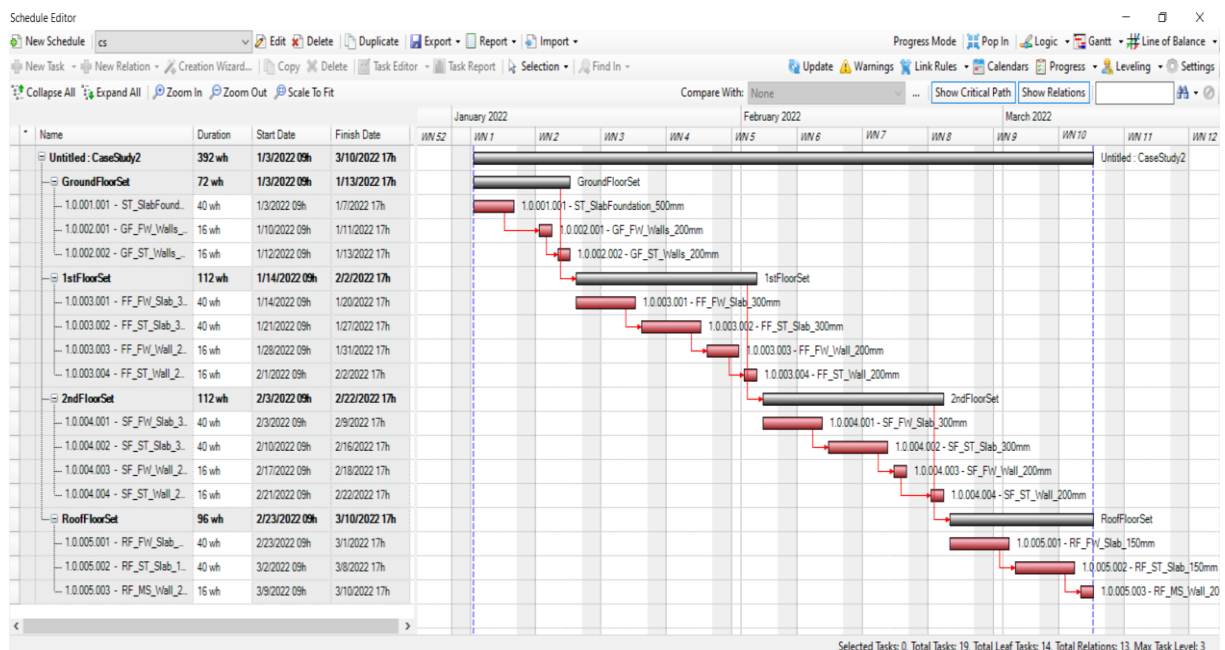 Schedule Editor
New Schedule cs Edit Delete Duplicate Export Report Import Progress Mode Pop In Logic Gantt Line of Balance
New Task New Relation Creation Wizard... Copy Delete Task Editor Task Report Selection Find In Update Warnings Link Rules Calendars Progress Leveling Settings
Collapse All Expand All Zoom In Zoom Out Scale To Fit Compare With: None ... Show Critical Path Show Relations
January 2022 February 2022 March 2022
* Name Duration Start Date Finish Date WN 52 WN 1 WN 2 WN 3 WN 4 WN 5 WN 6 WN 7 WN 8 WN 9 WN 10 WN 11 WN 12
Untitled : CaseStudy2 392 wh 1/3/2022 09h 3/10/2022 17h Untitled : CaseStudy2
GroundFloorSet 72 wh 1/3/2022 09h 1/13/2022 17h GroundFloorSet
1.0.001.001 - ST_SlabFound... 40 wh 1/3/2022 09h 1/7/2022 17h 1.0.001.001 - ST_SlabFoundation_500mm
1.0.002.001 - GF_FW_Walls_... 16 wh 1/10/2022 09h 1/11/2022 17h 1.0.002.001 - GF_FW_Walls_200mm
1.0.002.002 - GF_ST_Walls_... 16 wh 1/12/2022 09h 1/13/2022 17h 1.0.002.002 - GF_ST_Walls_200mm
1stFloorSet 112 wh 1/14/2022 09h 2/2/2022 17h 1stFloorSet
1.0.003.001 - FF_FW_Slab_3... 40 wh 1/14/2022 09h 1/20/2022 17h 1.0.003.001 - FF_FW_Slab_300mm
1.0.003.002 - FF_ST_Slab_3... 40 wh 1/21/2022 09h 1/27/2022 17h 1.0.003.002 - FF_ST_Slab_300mm
1.0.003.003 - FF_FW_Wall_2... 16 wh 1/28/2022 09h 1/31/2022 17h 1.0.003.003 - FF_FW_Wall_200mm
1.0.003.004 - FF_ST_Wall_2... 16 wh 2/1/2022 09h 2/2/2022 17h 1.0.003.004 - FF_ST_Wall_200mm
2ndFloorSet 112 wh 2/3/2022 09h 2/22/2022 17h 2ndFloorSet
1.0.004.001 - SF_FW_Slab_3... 40 wh 2/3/2022 09h 2/9/2022 17h 1.0.004.001 - SF_FW_Slab_300mm
1.0.004.002 - SF_ST_Slab_3... 40 wh 2/10/2022 09h 2/16/2022 17h 1.0.004.002 - SF_ST_Slab_300mm
1.0.004.003 - SF_FW_Wall_2... 16 wh 2/17/2022 09h 2/18/2022 17h 1.0.004.003 - SF_FW_Wall_200mm
1.0.004.004 - SF_ST_Wall_2... 16 wh 2/21/2022 09h 2/22/2022 17h 1.0.004.004 - SF_ST_Wall_200mm
RoofFloorSet 96 wh 2/23/2022 09h 3/10/2022 17h RoofFloorSet
1.0.005.001 - RF_FW_Slab_... 40 wh 2/23/2022 09h 3/1/2022 17h 1.0.005.001 - RF_FW_Slab_150mm
1.0.005.002 - RF_ST_Slab_1... 40 wh 3/2/2022 09h 3/8/2022 17h 1.0.005.002 - RF_ST_Slab_150mm
1.0.005.003 - RF_MS_Wall_2... 16 wh 3/9/2022 09h 3/10/2022 17h 1.0.005.003 - RF_MS_Wall_20
Selected Tasks: 0, Total Tasks: 19, Total Leaf Tasks: 14, Total Relations: 13, Max Task Level: 3